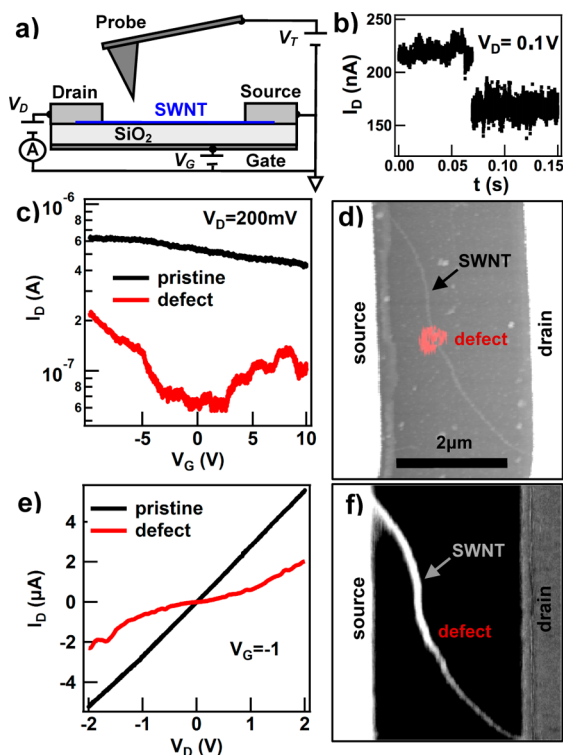 a)
Probe
V_T
Drain
Source
V_D
SWNT
SiO₂
A
V_G
Gate
b)
V_D= 0.1V
I_D (nA)
250
200
150
0.00
0.05
0.10
0.15
t (s)
c)
V_D=200mV
pristine
defect
I_D (A)
10⁻⁶
8
6
4
2
10⁻⁷
8
6
-5
0
5
10
V_G (V)
d)
SWNT
defect
source
drain
2µm
e)
pristine
defect
I_D (µA)
4
2
0
-2
-4
V_G=-1
-2
-1
0
1
2
V_D (V)
f)
SWNT
defect
source
drain